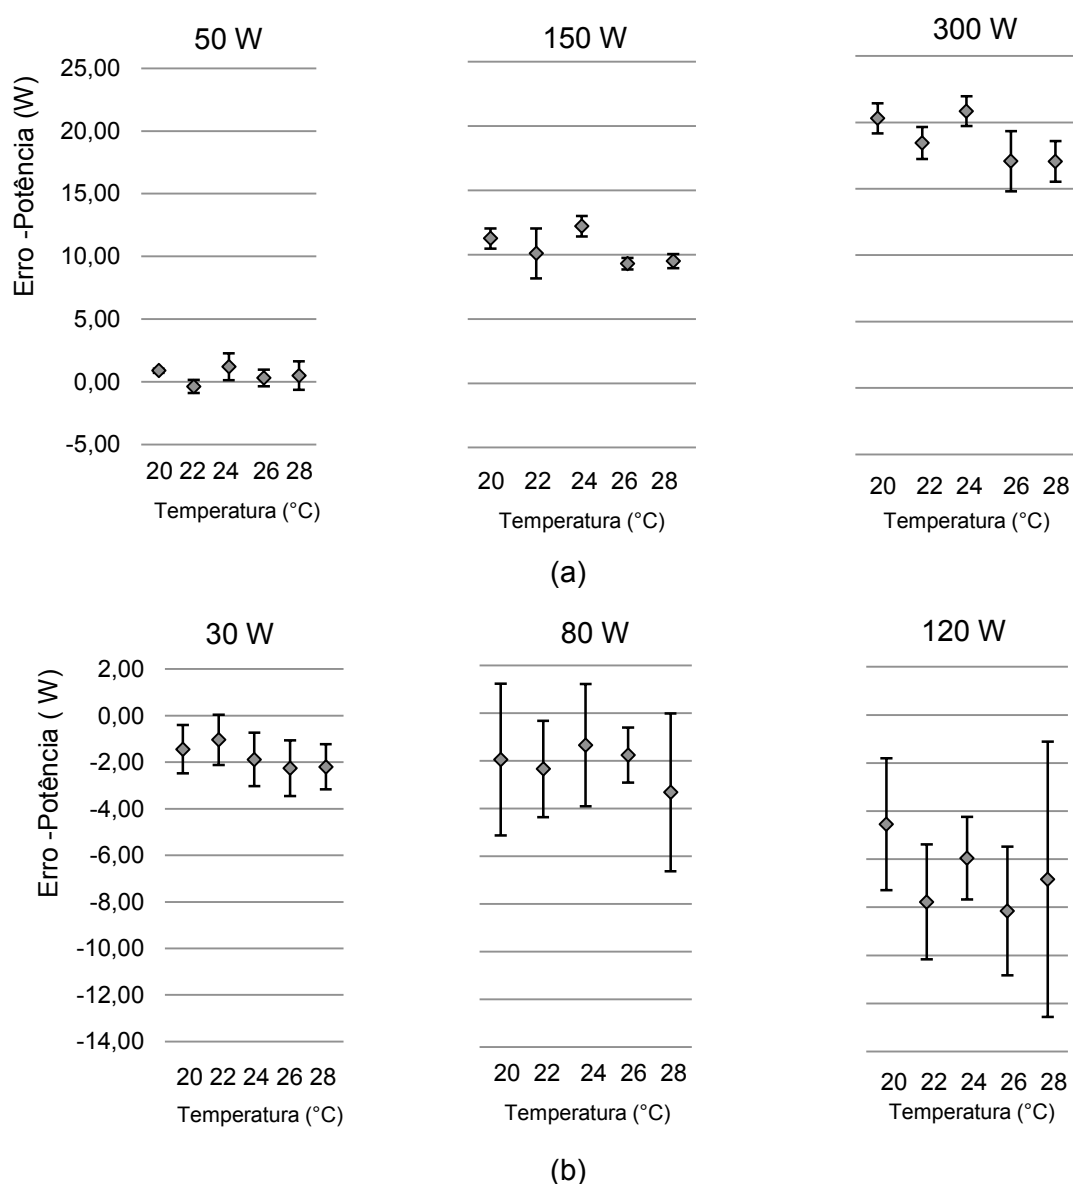 50 W 150 W 300 W
Erro -Potência (W)
25,00
20,00
15,00
10,00
5,00
0,00
-5,00
20 22 24 26 28 20 22 24 26 28 20 22 24 26 28
Temperatura (°C) Temperatura (°C) Temperatura (°C)
(a)
30 W 80 W 120 W
Erro -Potência ( W)
2,00
0,00
-2,00
-4,00
-6,00
-8,00
-10,00
-12,00
-14,00
20 22 24 26 28 20 22 24 26 28 20 22 24 26 28
Temperatura (°C) Temperatura (°C) Temperatura (°C)
(b)